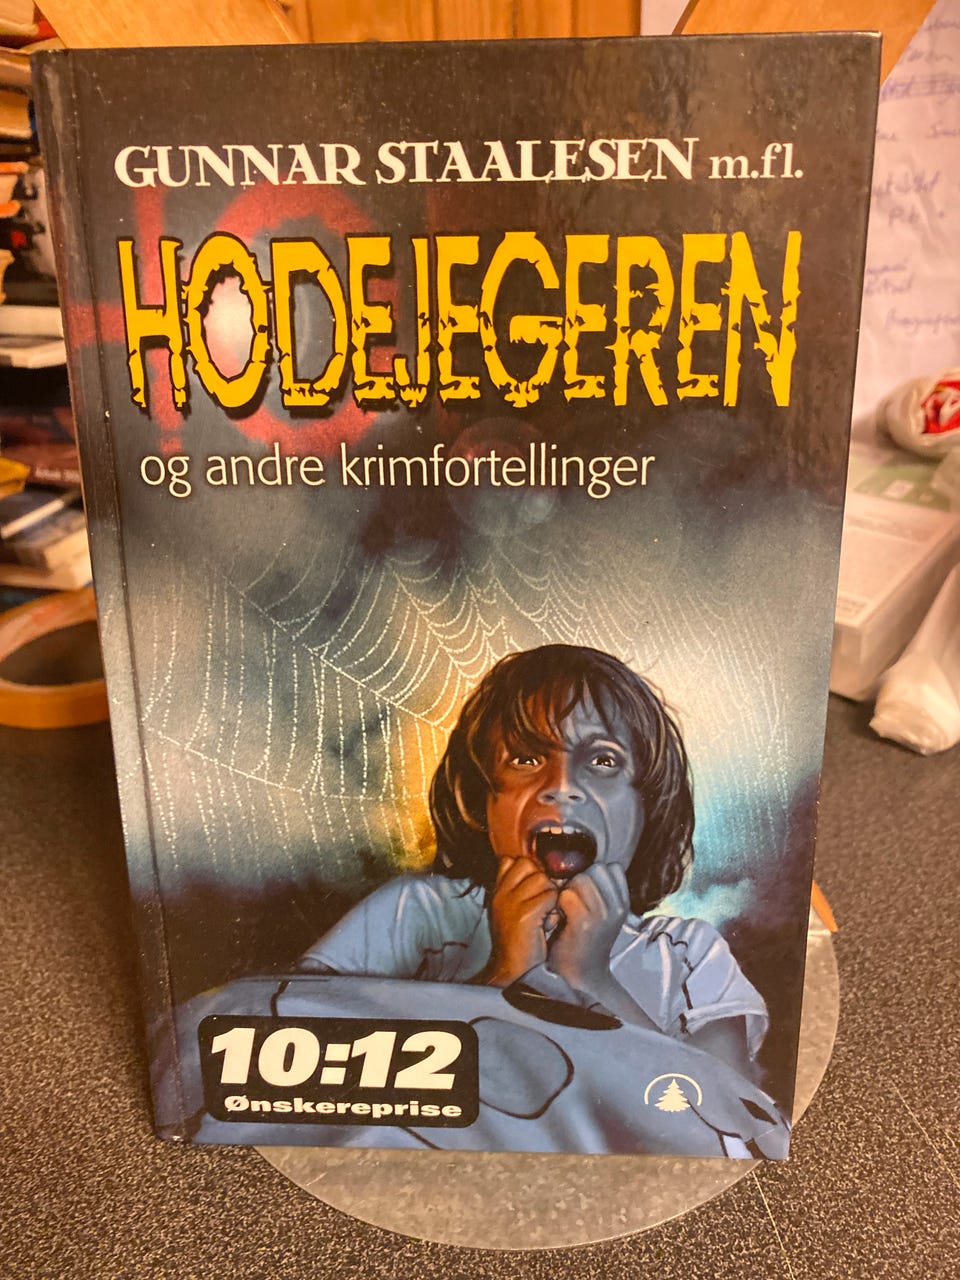 GUNNAR STAALESEN m.fl.
HODEJEGEREN
og andre krimfortellinger
10:12
Ønskereprise